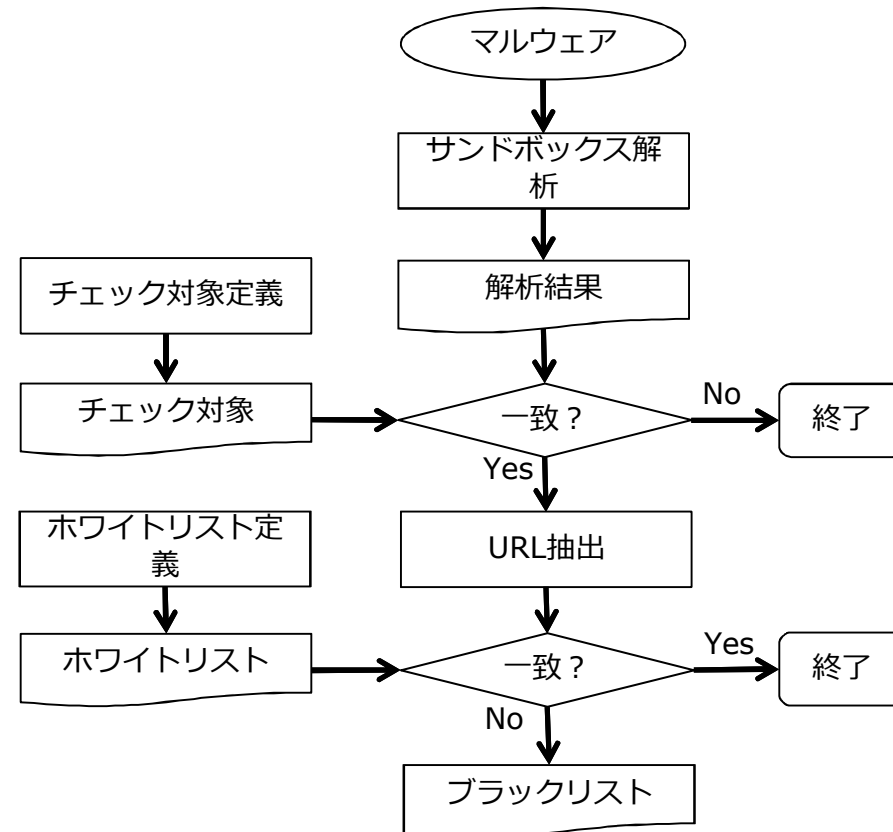 マルウェア
サンドボックス解
析
チェック対象定義
解析結果
チェック対象
一致?
No
終了
Yes
ホワイトリスト定
義
URL抽出
ホワイトリスト
一致?
Yes
終了
No
ブラックリスト